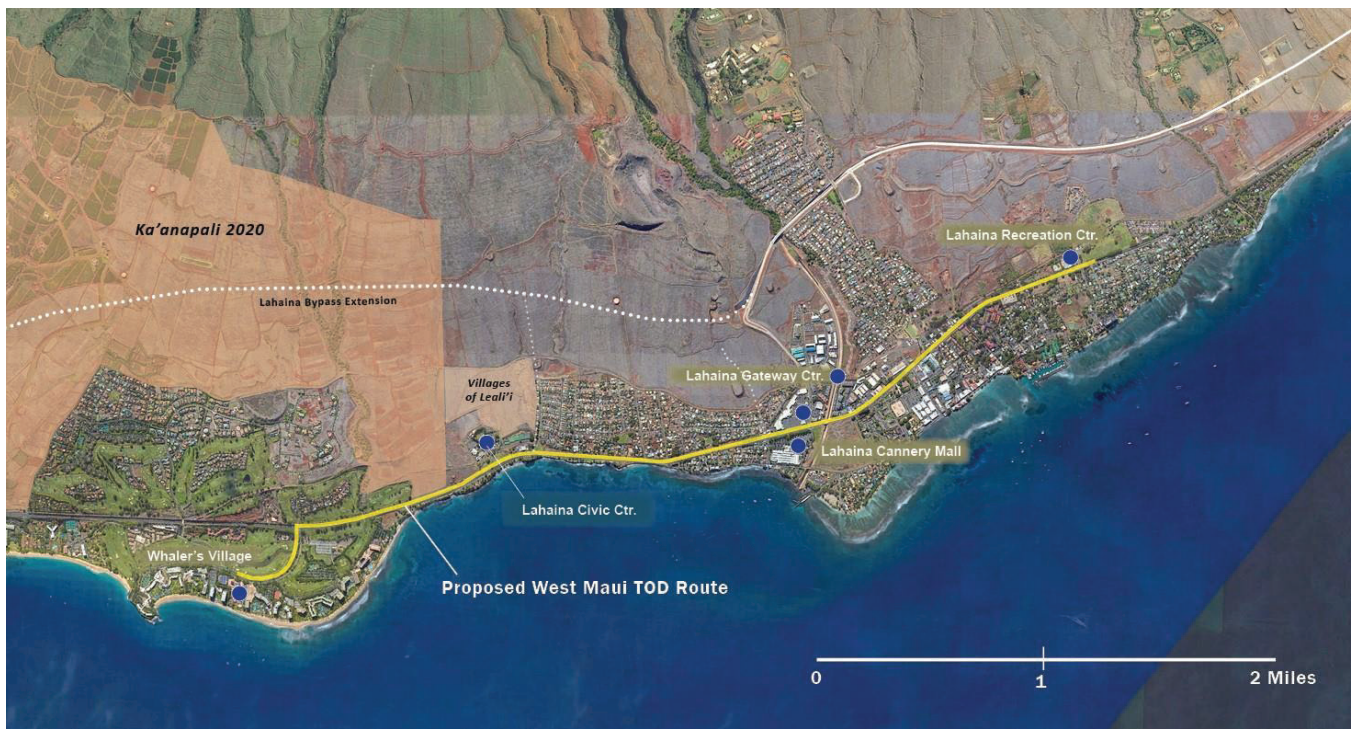 Ka'anapali 2020
Lahaina Bypass Extension
Lahaina Recreation Ctr.
Villages
of Leali'i
Lahaina Gateway Ctr.
Lahaina Cannery Mall
Lahaina Civic Ctr.
Whaler's Village
Proposed West Maui TOD Route
0
1
2 Miles